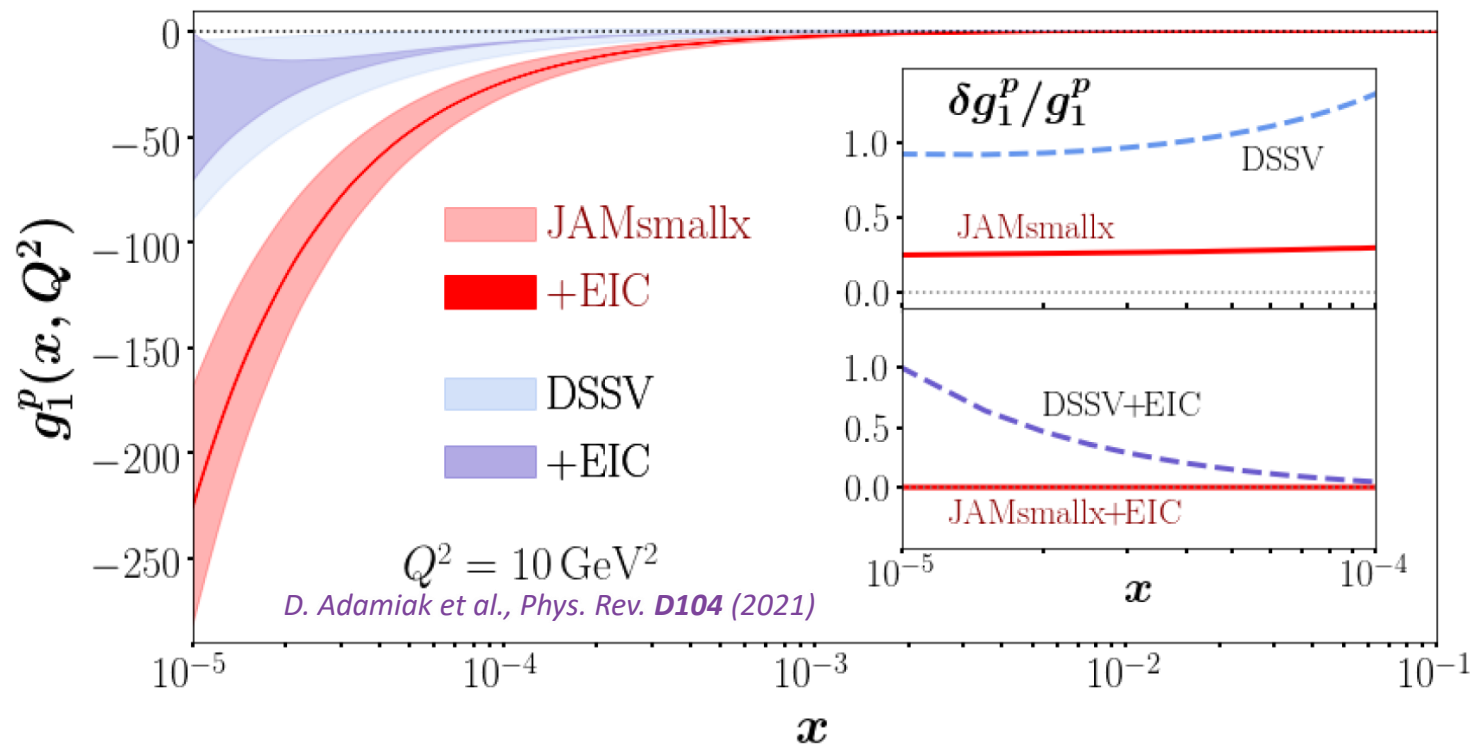 g₁ᵖ(x, Q²)
0
−50
−100
−150
−200
−250
JAMsmallx
+EIC
DSSV
+EIC
Q² = 10 GeV²
D. Adamiak et al., Phys. Rev. D104 (2021)
δg₁ᵖ/g₁ᵖ
1.0
0.5
0.0
DSSV
JAMsmallx
1.0
0.5
0.0
DSSV+EIC
JAMsmallx+EIC
10⁻⁵ 10⁻⁴
x
10⁻⁵ 10⁻⁴ 10⁻³ 10⁻² 10⁻¹
x